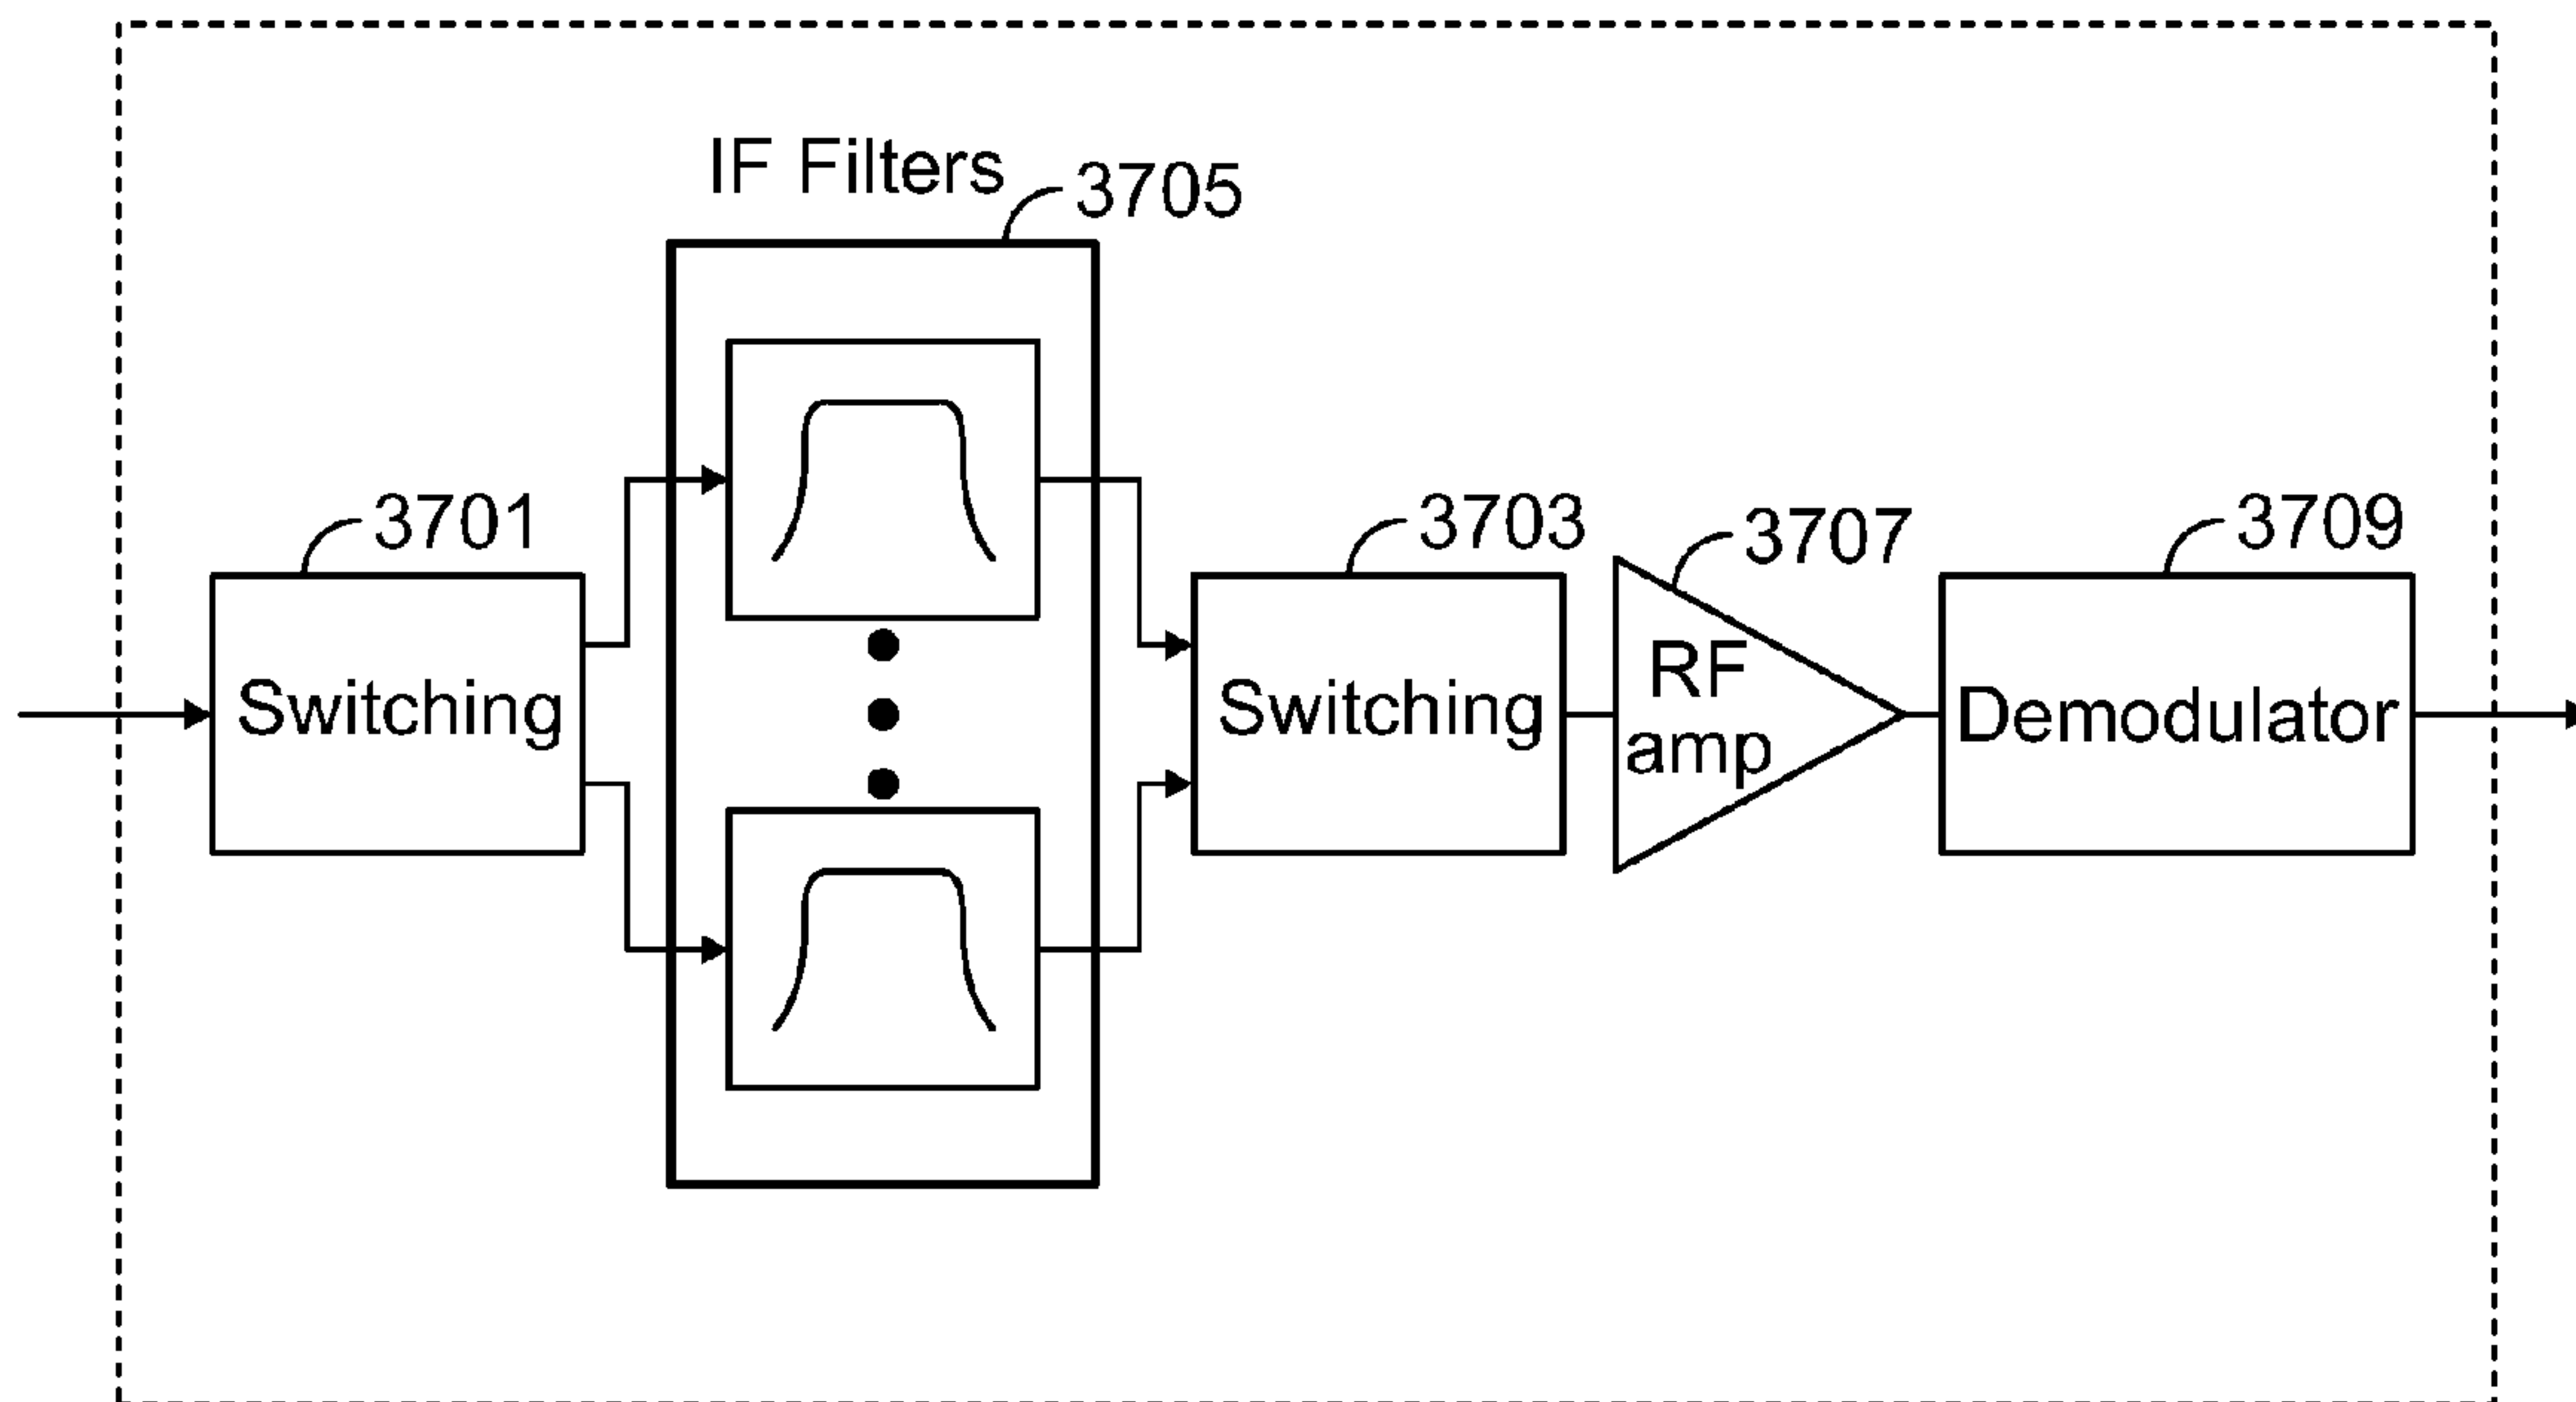 IF Filters
3705
3701
Switching
3703
Switching
3707
RF
amp
3709
Demodulator